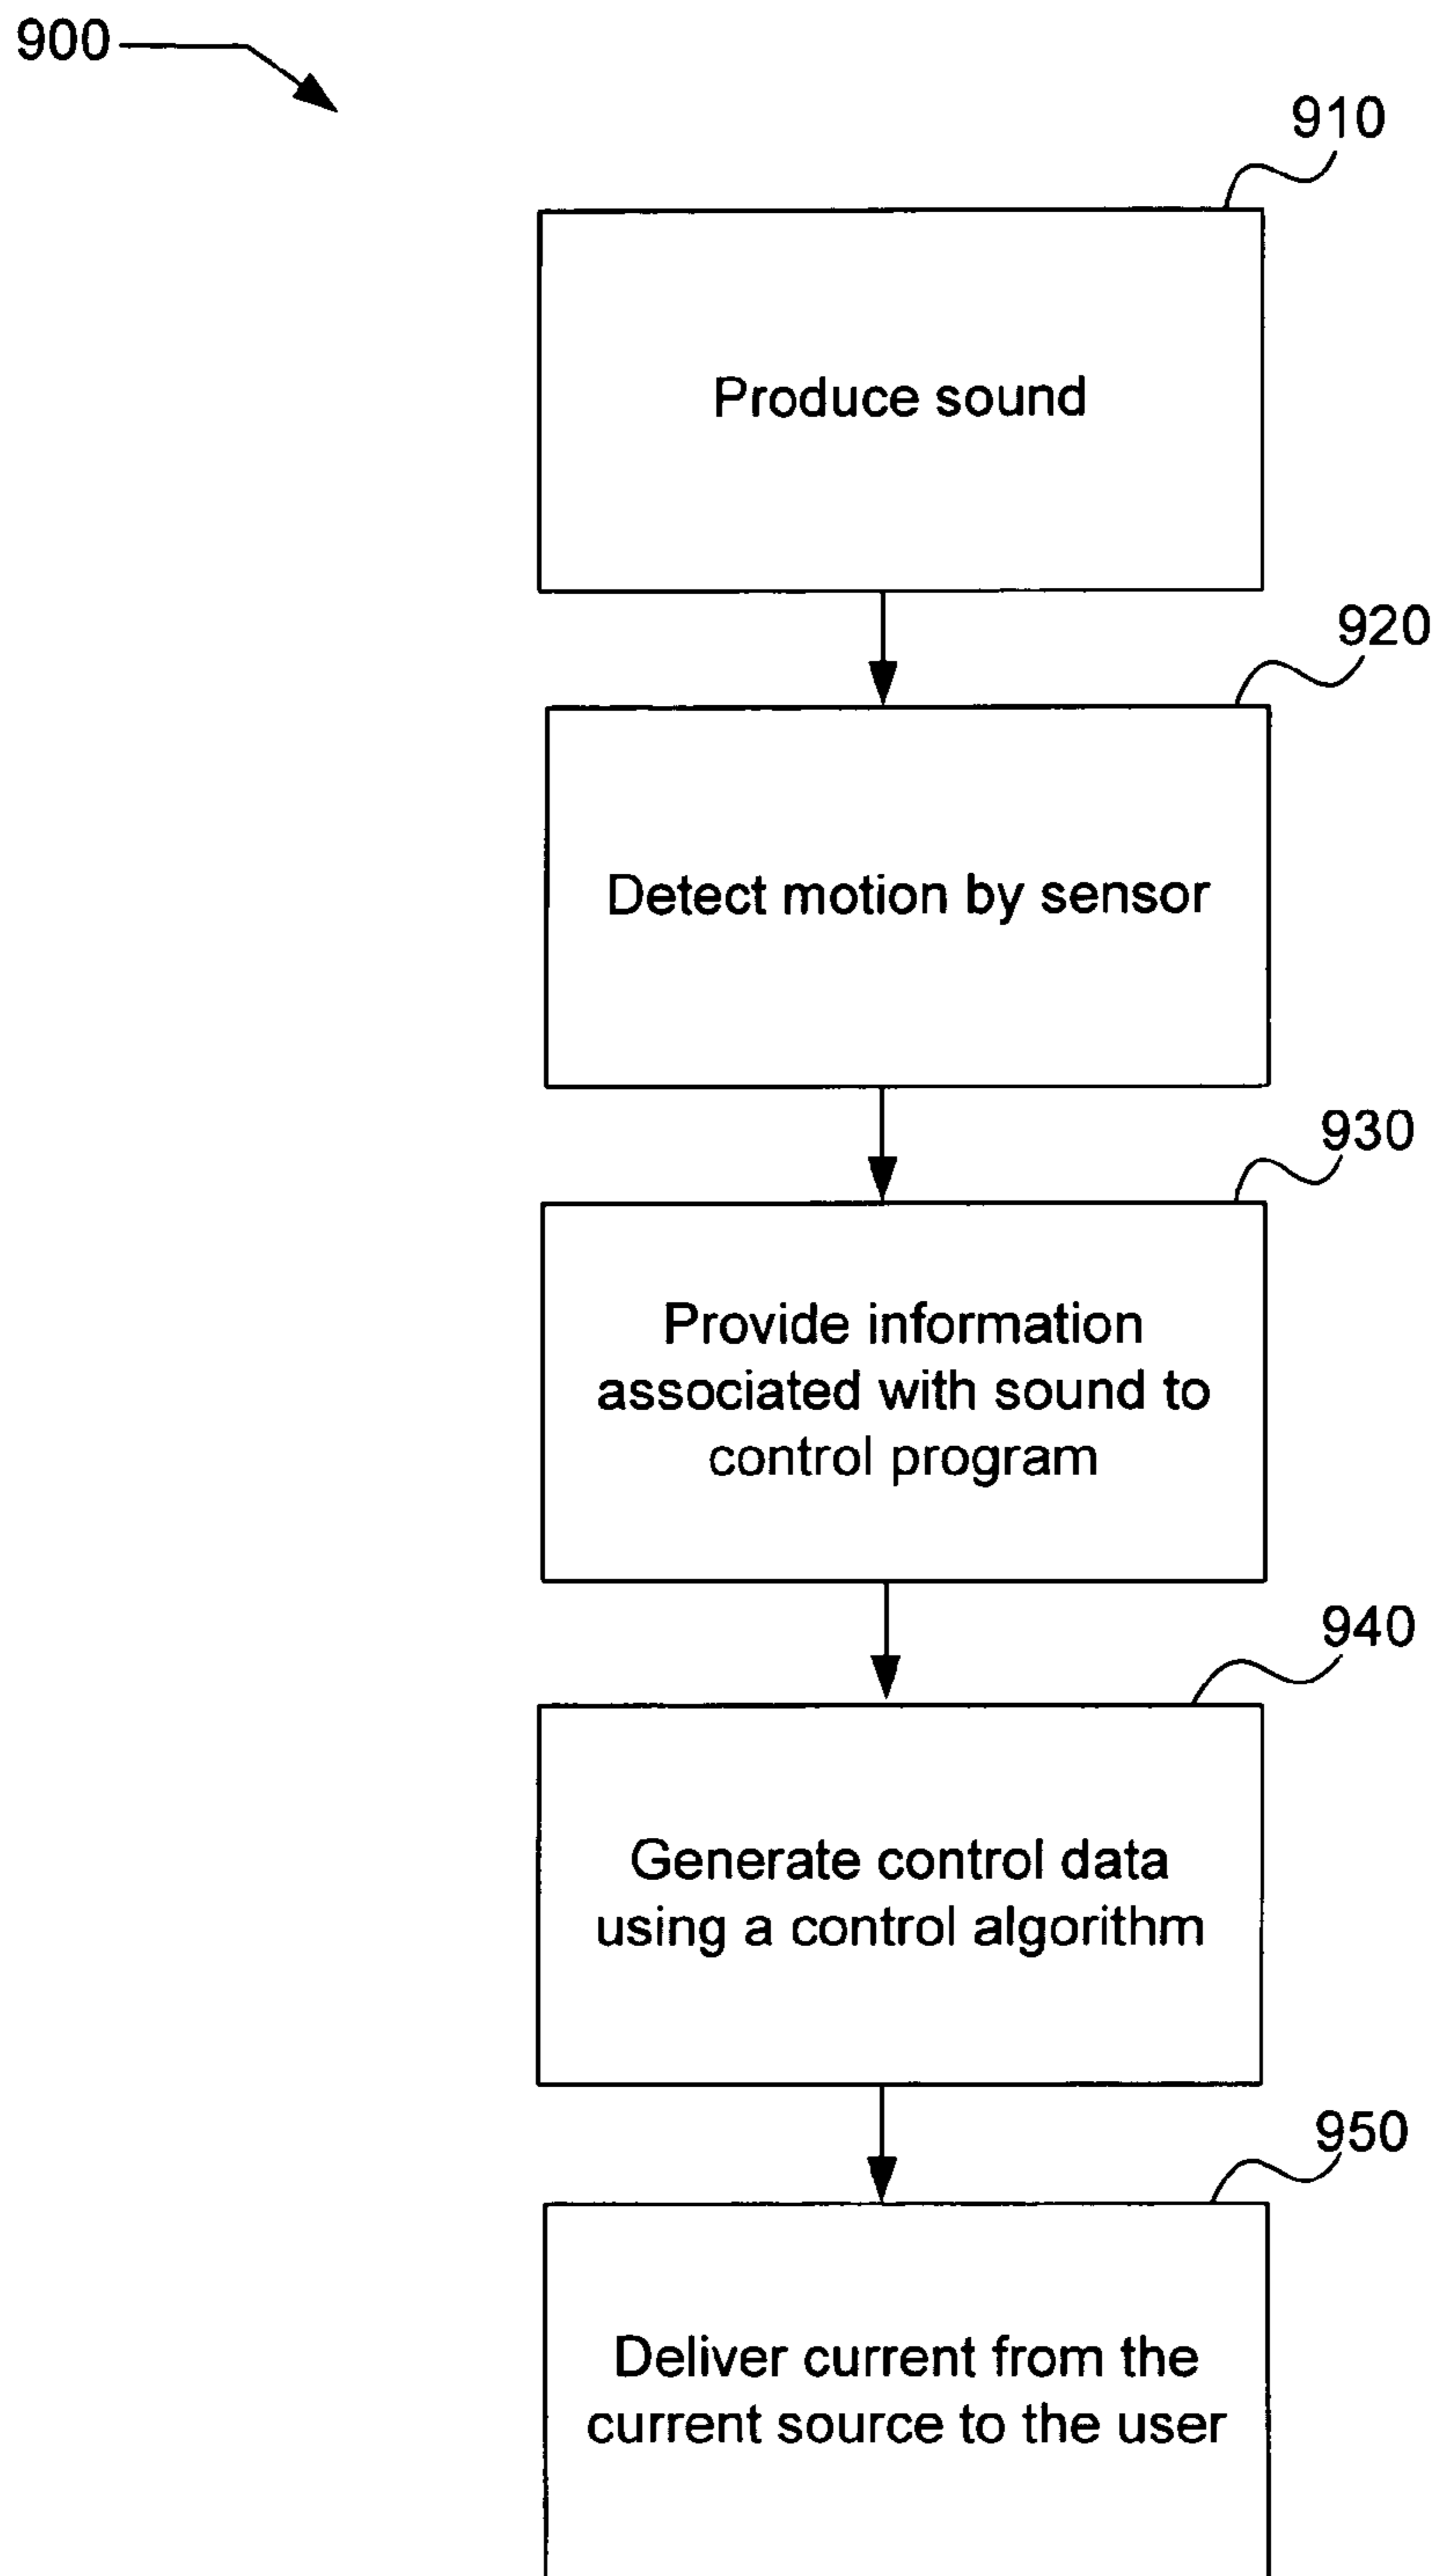 900
910
Produce sound
920
Detect motion by sensor
930
Provide information
associated with sound to
control program
940
Generate control data
using a control algorithm
950
Deliver current from the
current source to the user